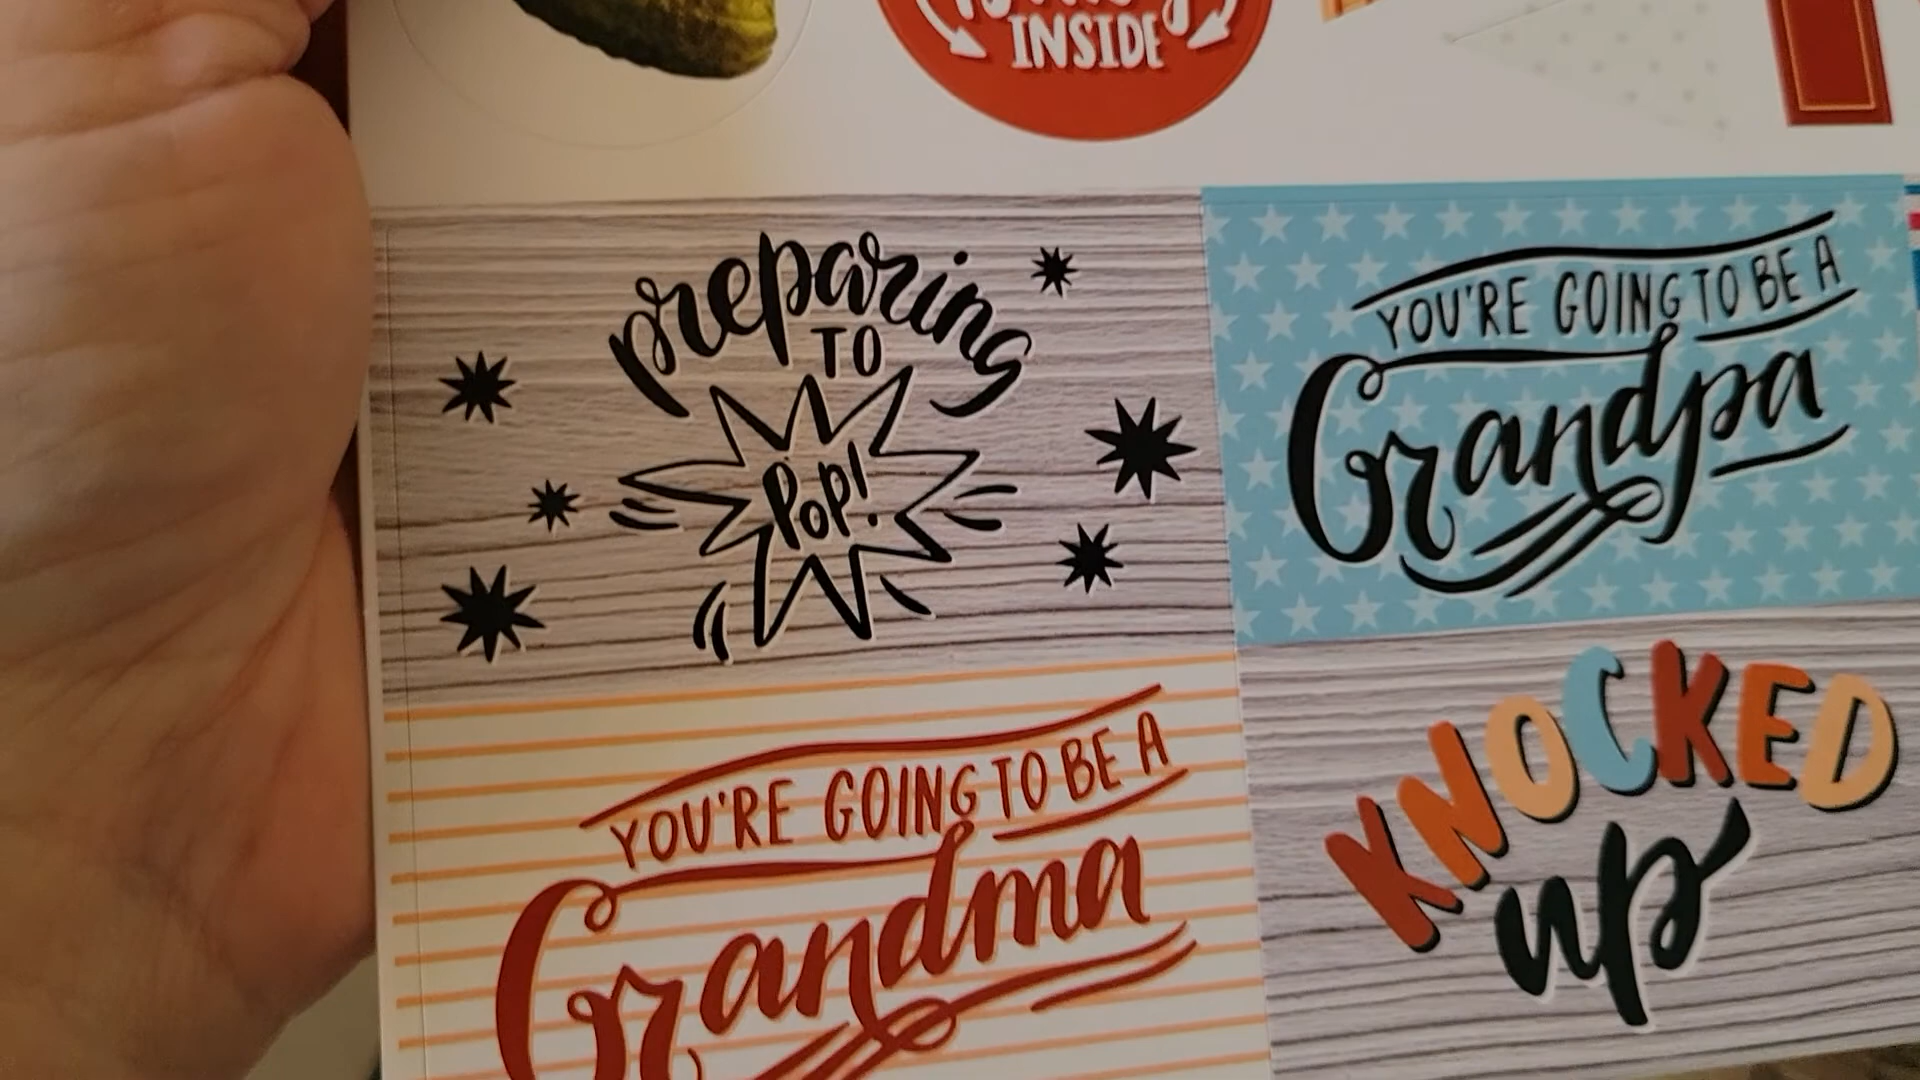 INSIDE
preparing
TO
POP!
YOU'RE GOING TO BE A
Grandpa
YOU'RE GOING TO BE A
Grandma
KNOCKED
up